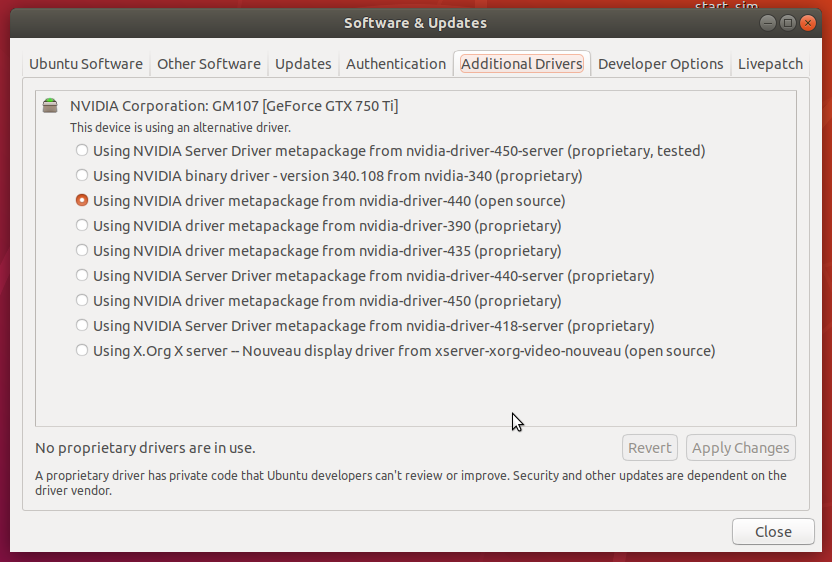 start_sim
Software & Updates
Ubuntu Software Other Software Updates Authentication Additional Drivers Developer Options Livepatch
NVIDIA Corporation: GM107 [GeForce GTX 750 Ti]
This device is using an alternative driver.
Using NVIDIA Server Driver metapackage from nvidia-driver-450-server (proprietary, tested)
Using NVIDIA binary driver - version 340.108 from nvidia-340 (proprietary)
Using NVIDIA driver metapackage from nvidia-driver-440 (open source)
Using NVIDIA driver metapackage from nvidia-driver-390 (proprietary)
Using NVIDIA driver metapackage from nvidia-driver-435 (proprietary)
Using NVIDIA Server Driver metapackage from nvidia-driver-440-server (proprietary)
Using NVIDIA driver metapackage from nvidia-driver-450 (proprietary)
Using NVIDIA Server Driver metapackage from nvidia-driver-418-server (proprietary)
Using X.Org X server -- Nouveau display driver from xserver-xorg-video-nouveau (open source)
No proprietary drivers are in use.
Revert Apply Changes
A proprietary driver has private code that Ubuntu developers can't review or improve. Security and other updates are dependent on the
driver vendor.
Close